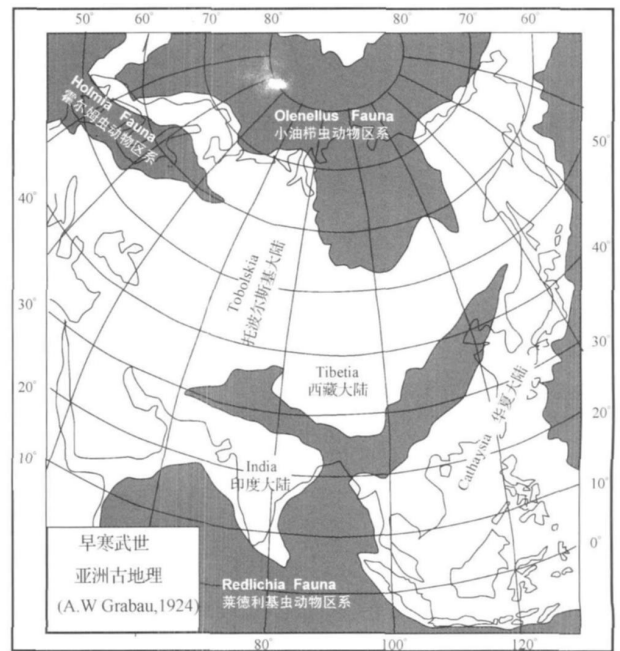 50° 60° 70° 80° 80° 70° 60°
Holmia Fauna
霍尔姆虫动物区系
Olenellus Fauna
小油栉虫动物区系
50°
40°
Tobolskia
托波尔斯基大陆
40°
30°
30°
Tibetia
西藏大陆
20°
20°
Cathaysia 华夏大陆
10°
India
印度大陆
10°
早寒武世
亚洲古地理
(A.W Grabau,1924)
0°
Redlichia Fauna
莱德利基虫动物区系
80° 100° 120°